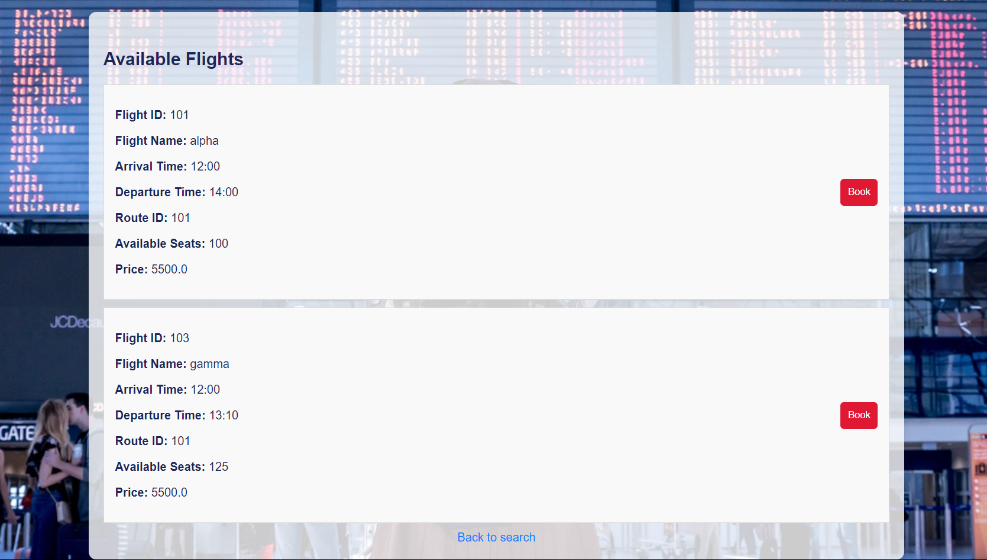 Available Flights
Flight ID: 101
Flight Name: alpha
Arrival Time: 12:00
Departure Time: 14:00
Book
Route ID: 101
Available Seats: 100
Price: 5500.0
JCDeca
Flight ID: 103
Flight Name: gamma
Arrival Time: 12:00
Departure Time: 13:10
Book
GATE
Route ID: 101
Available Seats: 125
Price: 5500.0
Back to search